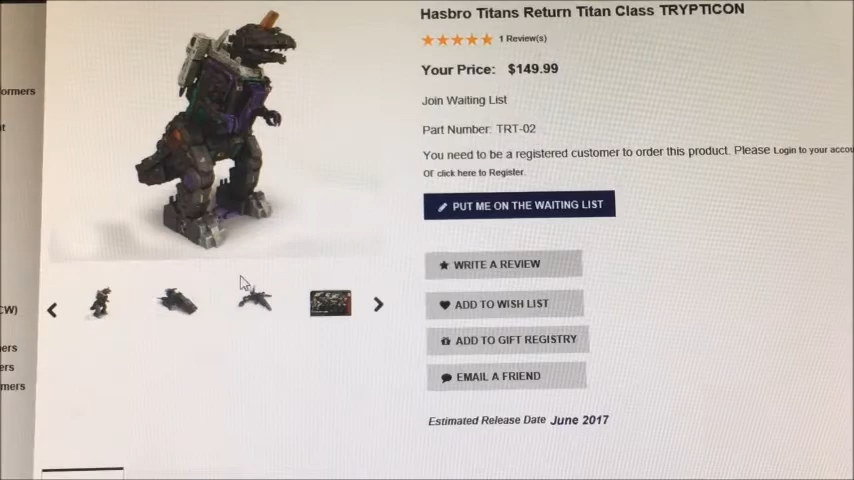 Hasbro Titans Return Titan Class TRYPTICON
1 Review(s)
Your Price: $149.99
Join Waiting List
Part Number: TRT-02
You need to be a registered customer to order this product. Please Login to your accou
Or click here to Register.
PUT ME ON THE WAITING LIST
WRITE A REVIEW
ADD TO WISH LIST
ADD TO GIFT REGISTRY
EMAIL A FRIEND
Estimated Release Date June 2017
ormers
t
CW)
ers
ers
mers